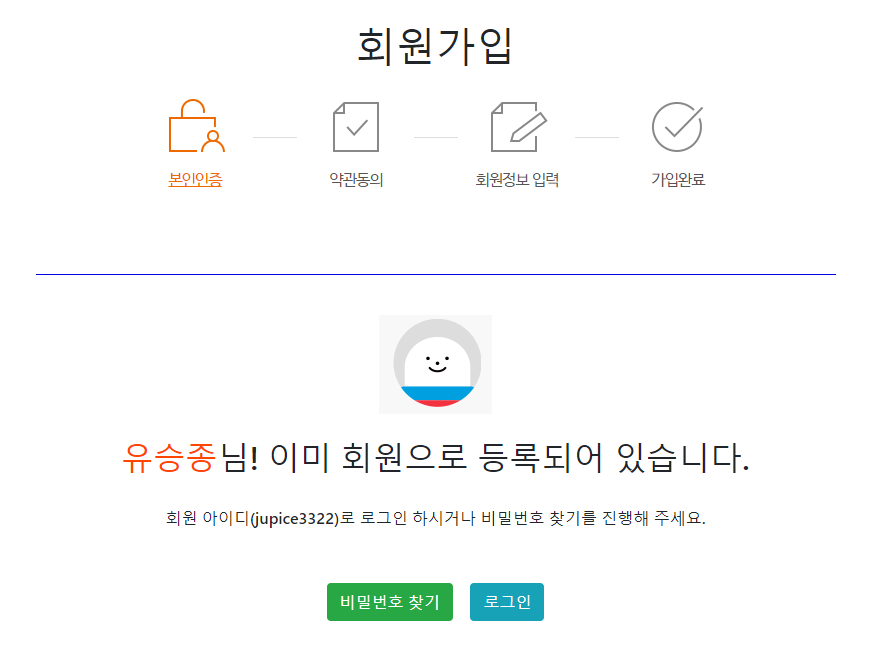 회원가입
본인인증
약관동의
회원정보 입력
가입완료
유승종님! 이미 회원으로 등록되어 있습니다.
회원 아이디(jupice3322)로 로그인 하시거나 비밀번호 찾기를 진행해 주세요.
비밀번호 찾기
로그인